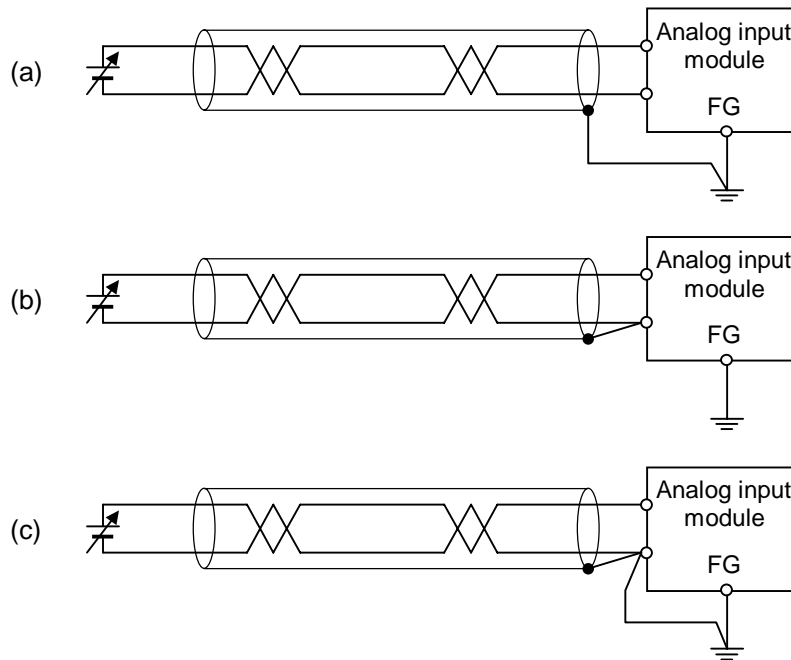 (a)
Analog input
module
FG
(b)
Analog input
module
FG
(c)
Analog input
module
FG